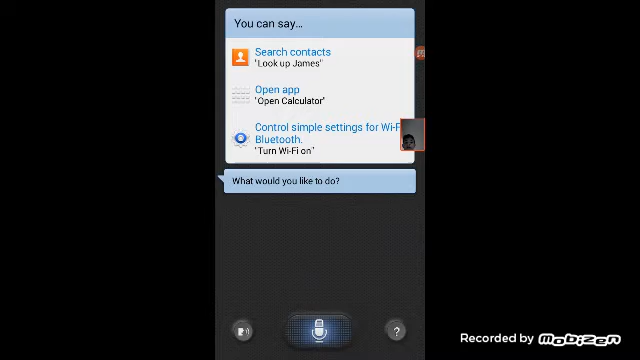 You can say...
Search contacts
"Look up James"
Open app
"Open Calculator"
Control simple settings for Wi-F
Bluetooth.
"Turn Wi-Fi on"
What would you like to do?
?
Recorded by Mobizen